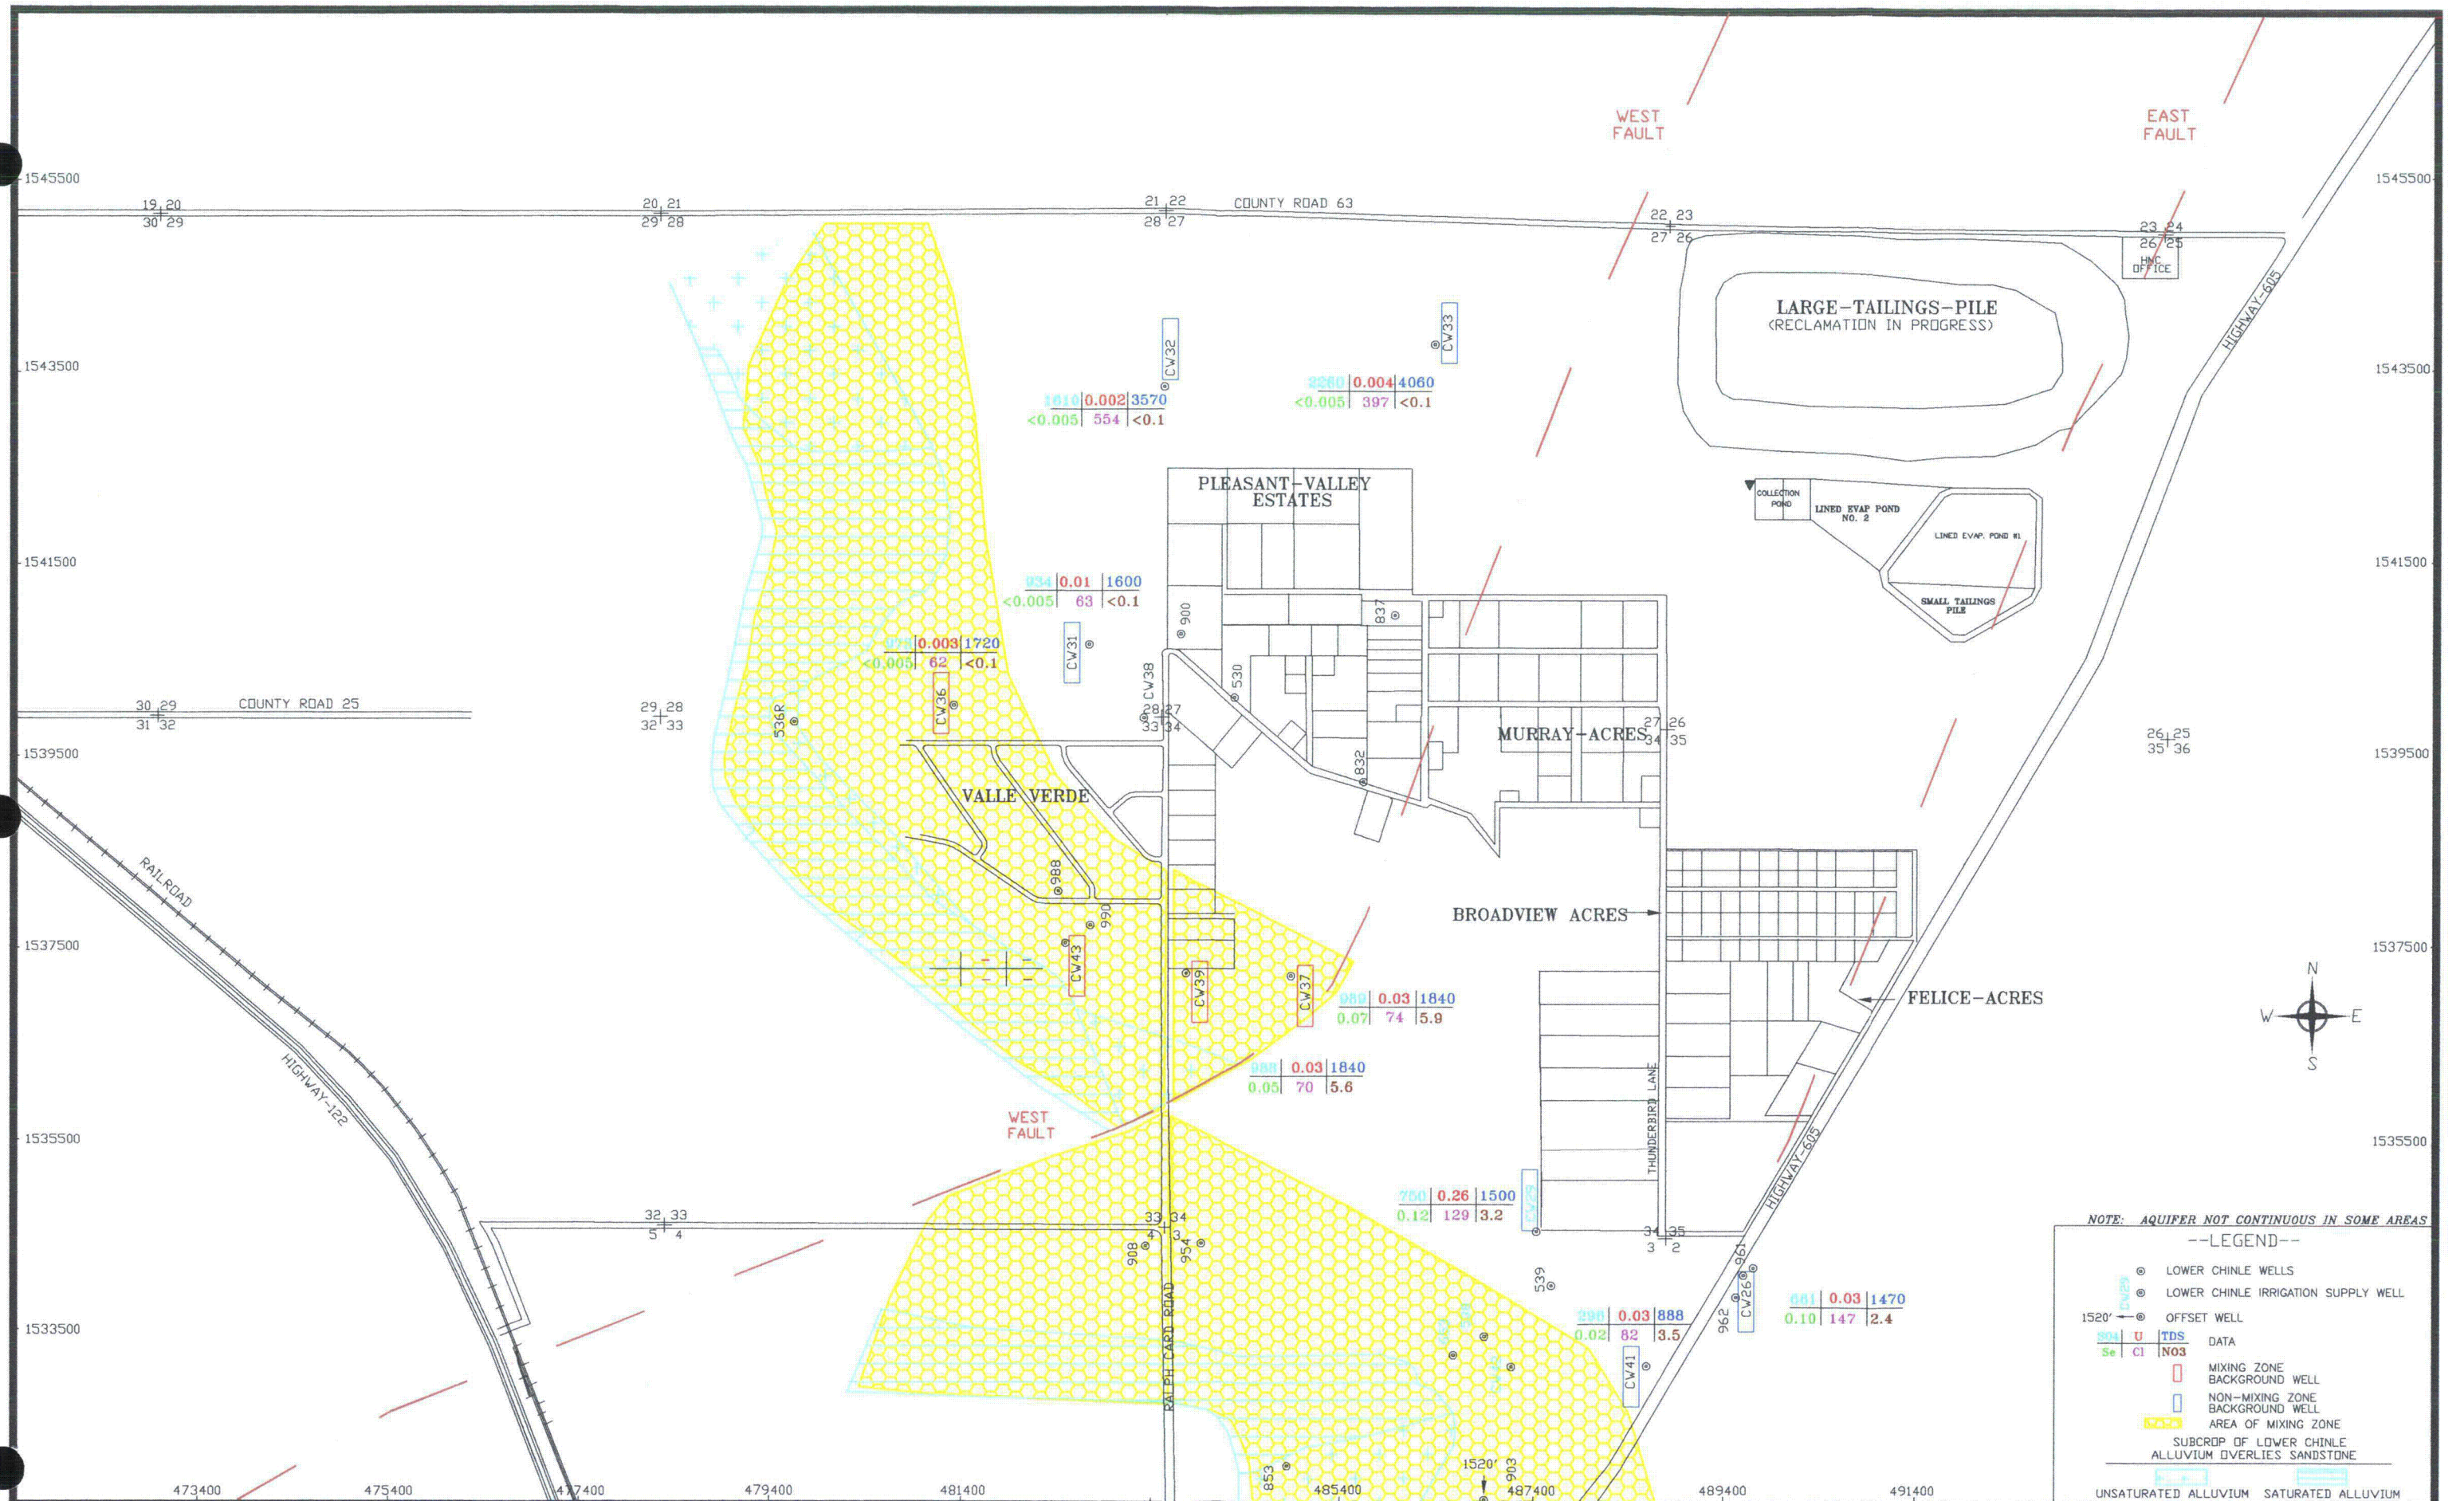 WEST
FAULT
EAST
FAULT
1545500
1545500
19 20
30 29
20 21
29 28
21 22
28 27
COUNTY ROAD 63
22 23
27 26
23 24
26 25
HMC
OFFICE
HIGHWAY-605
LARGE-TAILINGS-PILE
(RECLAMATION IN PROGRESS)
CW32
CW33
1543500
1543500
1610 0.002 3570
<0.005 554 <0.1
2260 0.004 4060
<0.005 397 <0.1
PLEASANT-VALLEY
ESTATES
COLLECTION
POND
LINED EVAP POND
NO. 2
LINED EVAP. POND #1
SMALL TAILINGS
PILE
1541500
1541500
934 0.01 1600
<0.005 63 <0.1
0.003 1720
<0.005 62 <0.1
CW31
CW36
900
837
530
CW38
536R
30 29
31 32
COUNTY ROAD 25
29 28
32 33
28 27
33 34
27 26
34 35
26 25
35 36
MURRAY-ACRES
832
1539500
1539500
VALLE VERDE
988
990
RAILROAD
BROADVIEW ACRES
1537500
1537500
CW43
CW39
CW37
989 0.03 1840
0.07 74 5.9
FELICE-ACRES
N
W E
S
988 0.03 1840
0.05 70 5.6
HIGHWAY-122
WEST
FAULT
THUNDERBIRD LANE
HIGHWAY-605
1535500
1535500
750 0.26 1500
0.12 129 3.2
CW29
32 33
5 4
33 34
4 3
34 35
3 2
908
954
539
961
962
CW26
RALPH CARD ROAD
298 0.03 888
0.02 82 3.5
661 0.03 1470
0.10 147 2.4
CW41
1533500
853
1520'
903
473400
475400
477400
479400
481400
485400
487400
489400
491400
NOTE: AQUIFER NOT CONTINUOUS IN SOME AREAS
--LEGEND--
LOWER CHINLE WELLS
CW29
LOWER CHINLE IRRIGATION SUPPLY WELL
1520' OFFSET WELL
SO4 U TDS
Se Cl NO3
DATA
MIXING ZONE
BACKGROUND WELL
NON-MIXING ZONE
BACKGROUND WELL
AREA OF MIXING ZONE
SUBCROP OF LOWER CHINLE
ALLUVIUM OVERLIES SANDSTONE
UNSATURATED ALLUVIUM SATURATED ALLUVIUM